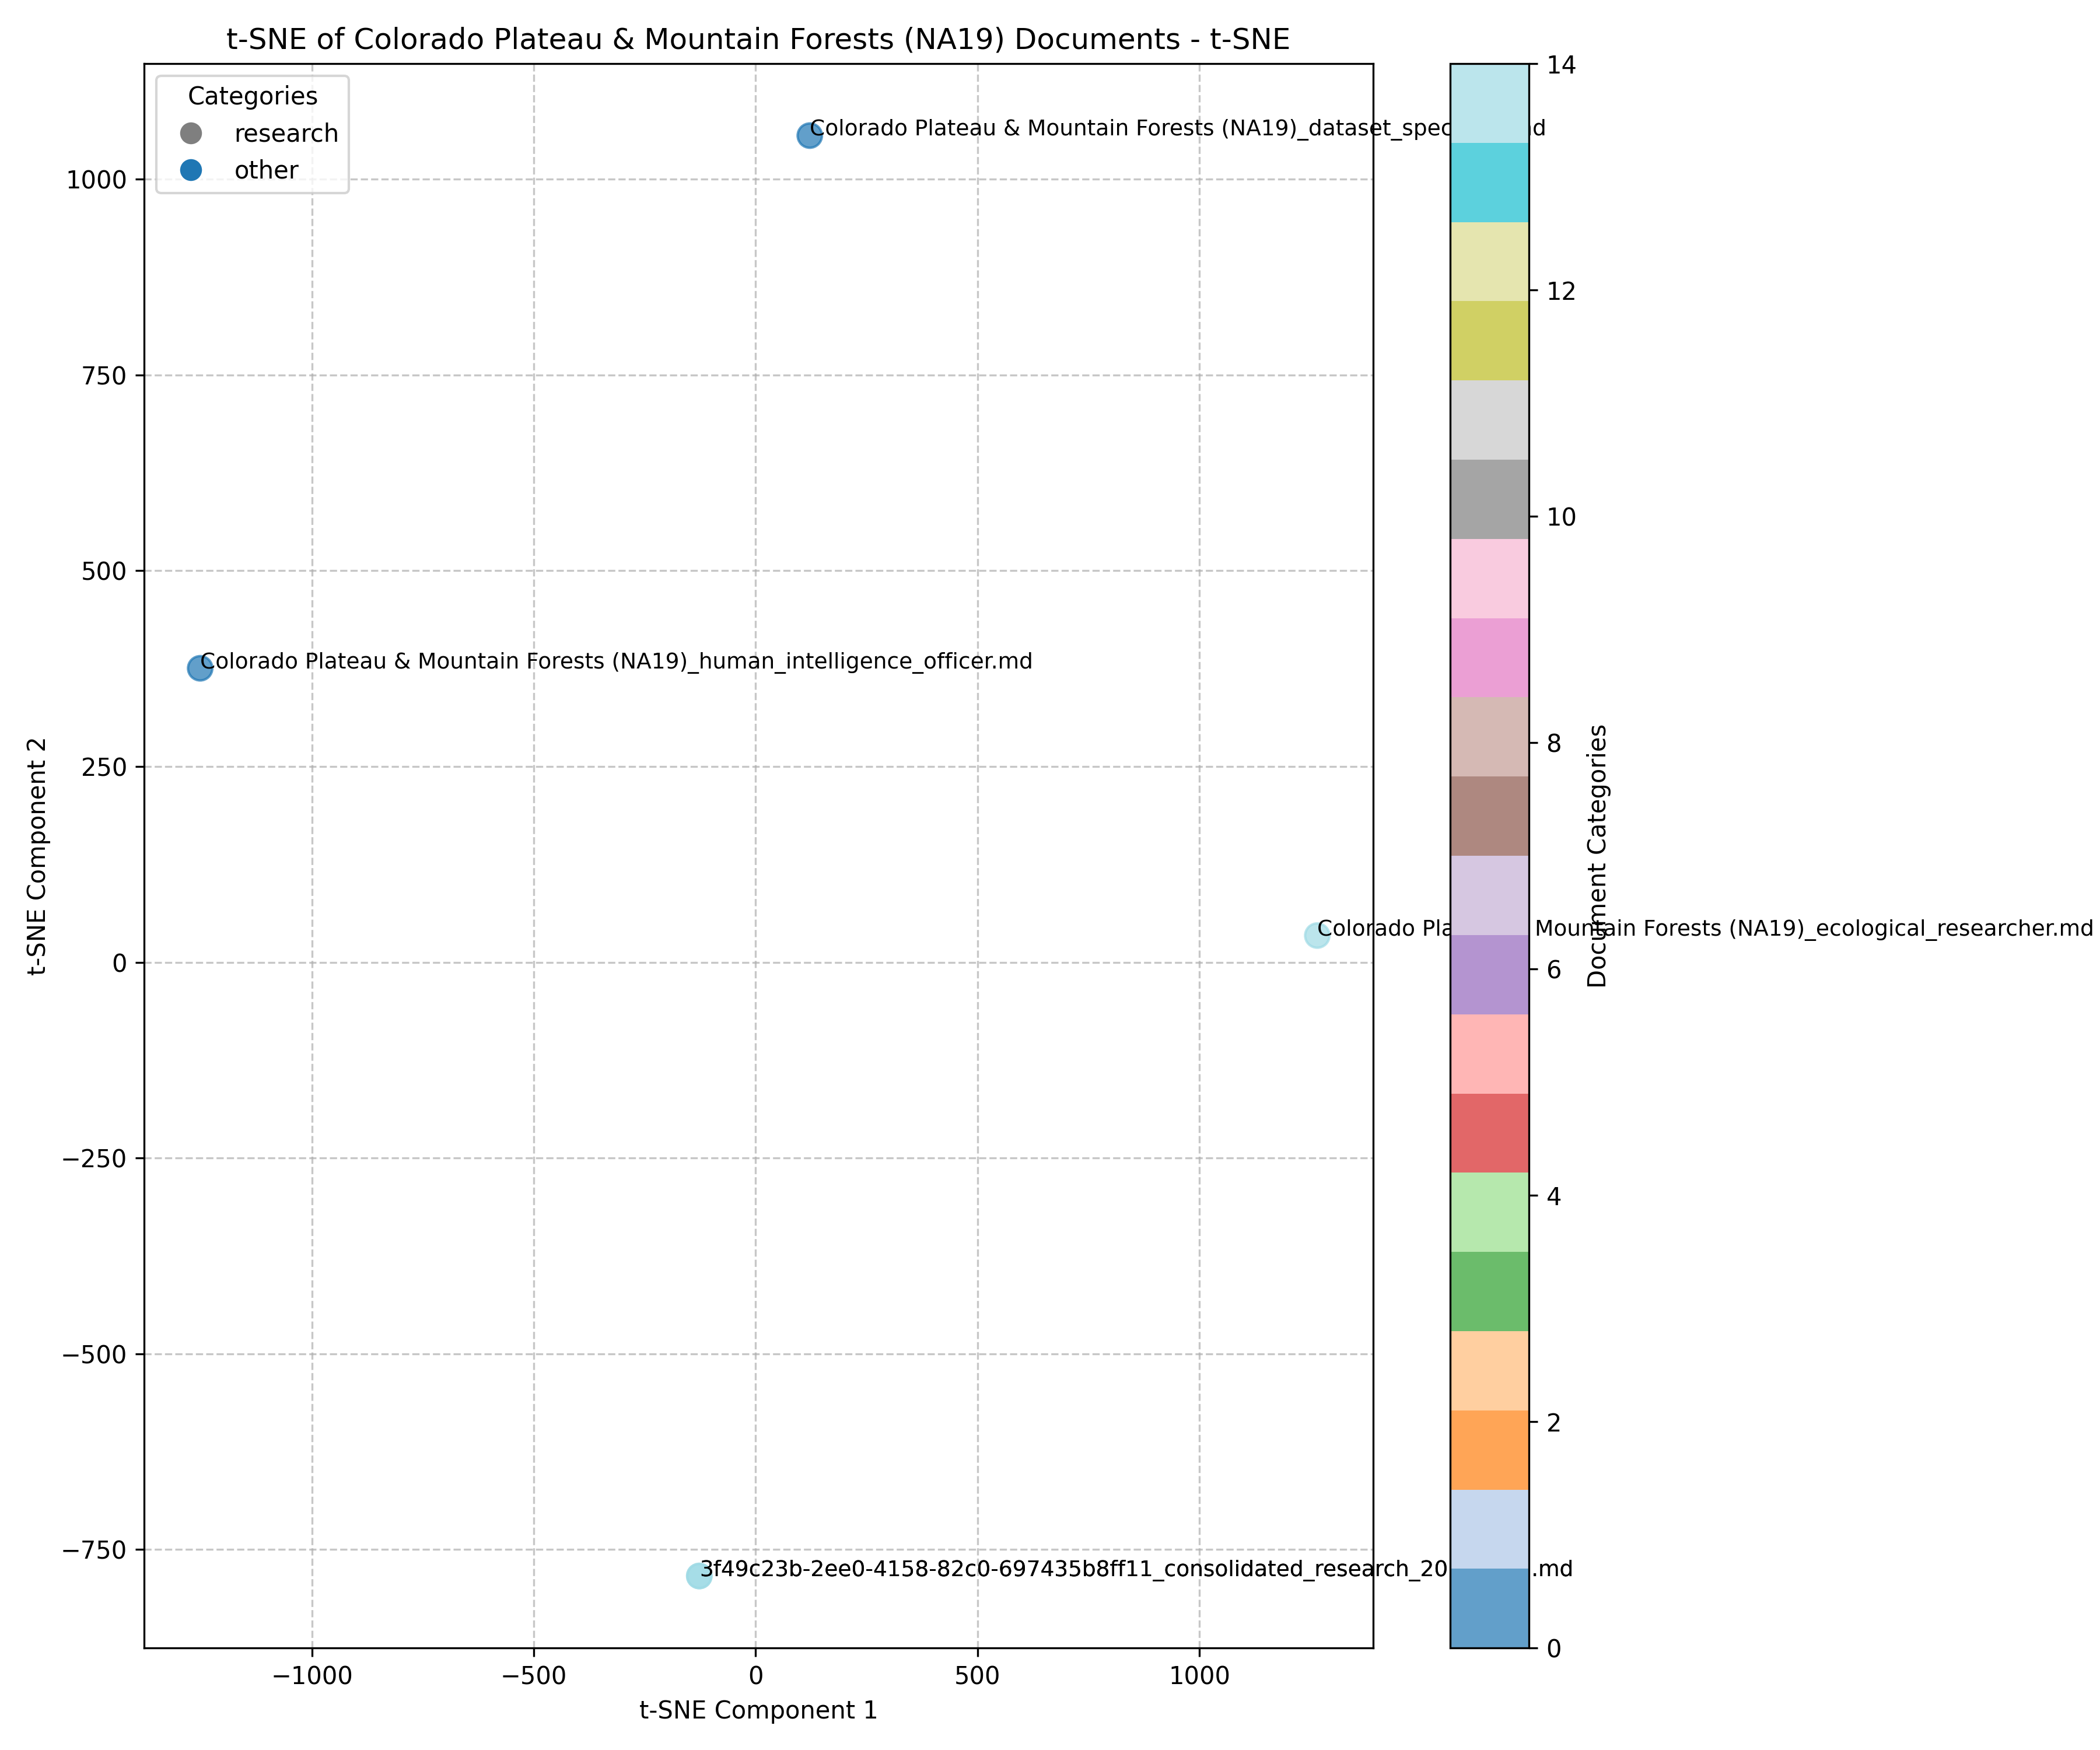 t-SNE of Colorado Plateau & Mountain Forests (NA19) Documents - t-SNE
Categories
research
other
Colorado Plateau & Mountain Forests (NA19)_dataset_spec
d
Colorado Plateau & Mountain Forests (NA19)_human_intelligence_officer.md
Colorado Pla
Mountain Forests (NA19)_ecological_researcher.md
3f49c23b-2ee0-4158-82c0-697435b8ff11_consolidated_research_20
.md
1000
750
500
250
0
−250
−500
−750
t-SNE Component 2
−1000
−500
0
500
1000
t-SNE Component 1
14
12
10
8
6
4
2
0
Document Categories